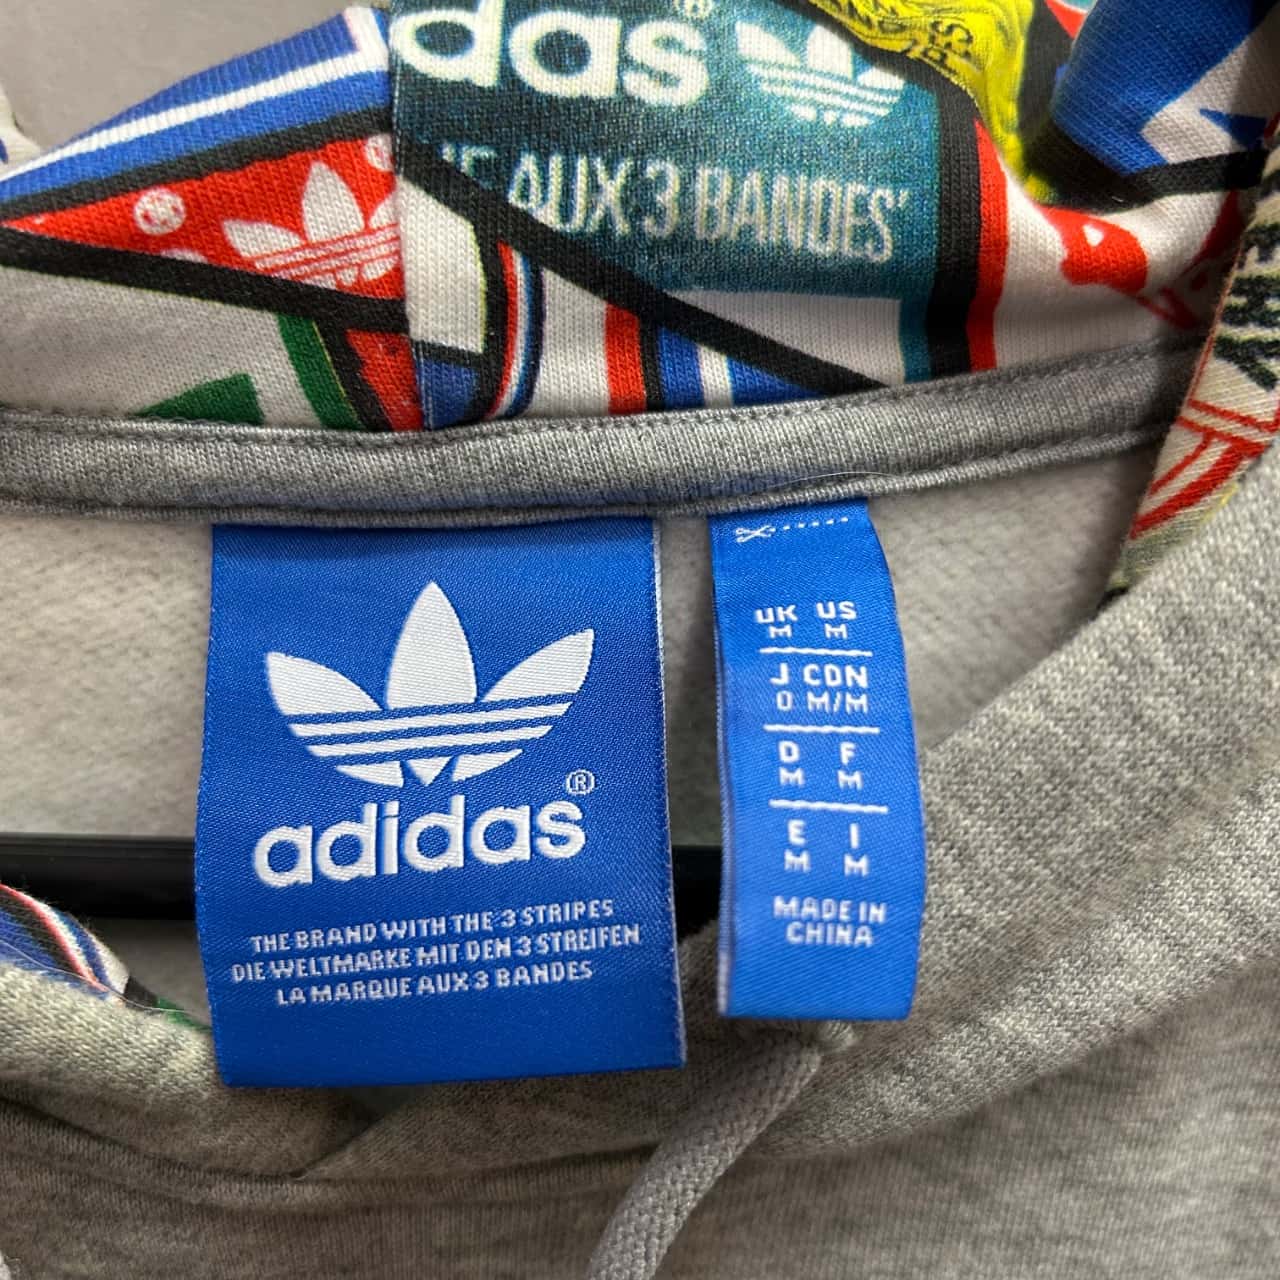 das®
AUX 3 BANDES"
adidas®
THE BRAND WITH THE 3 STRIPES
DIE WELTMARKE MIT DEN 3 STREIFEN
LA MARQUE AUX 3 BANDES
UK US
M M
J CDN
O M/M
D F
M M
E I
M M
MADE IN
CHINA